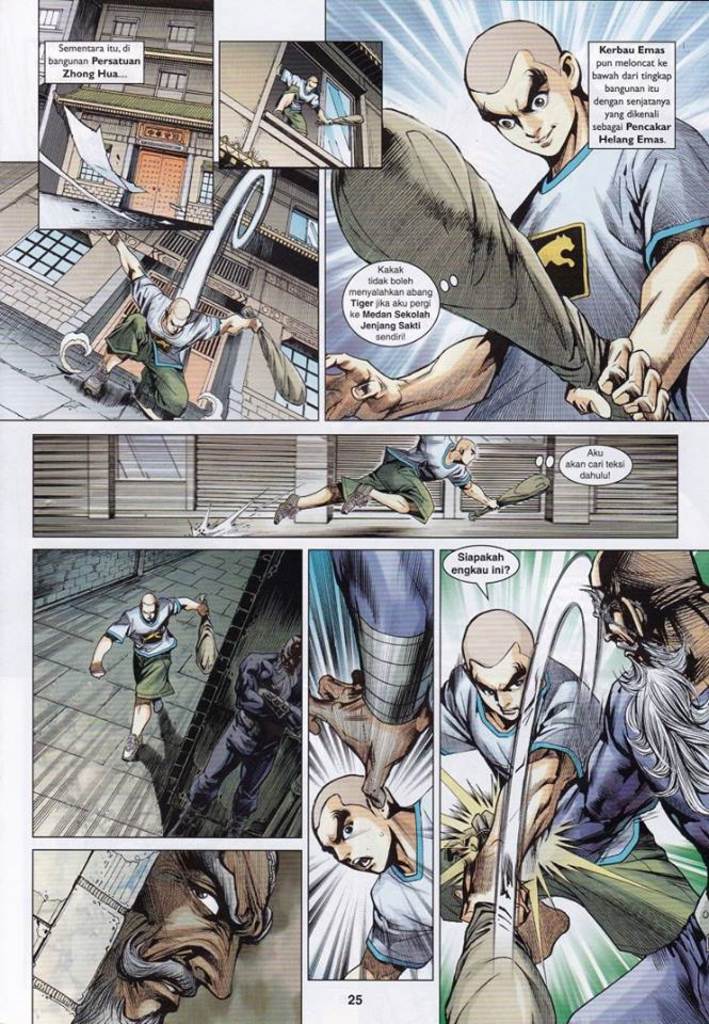 Sementara itu, di
bangunan Persatuan
Zhong Hua...
Kerbau Emas
pun meloncat ke
bawah dari tingkap
bangunan itu
dengan senjatanya
yang dikenali
sebagai Pencakar
Helang Emas.
Kakak
tidak boleh
menyalahkan abang
Tiger jika aku pergi
ke Medan Sekolah
Jenjang Sakti
sendiri!
Aku
akan cari teksi
dahulu!
Siapakah
engkau ini?
25